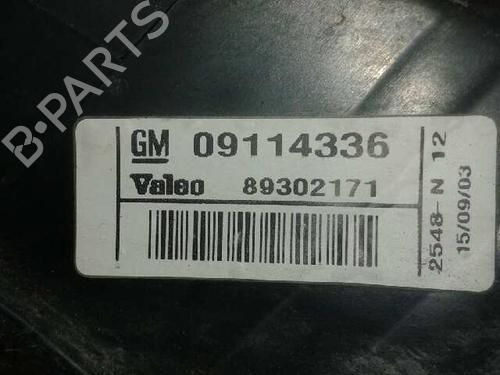 B-PARTS
GM 09114336
Valeo 89302171
2548-N 12
15/09/03